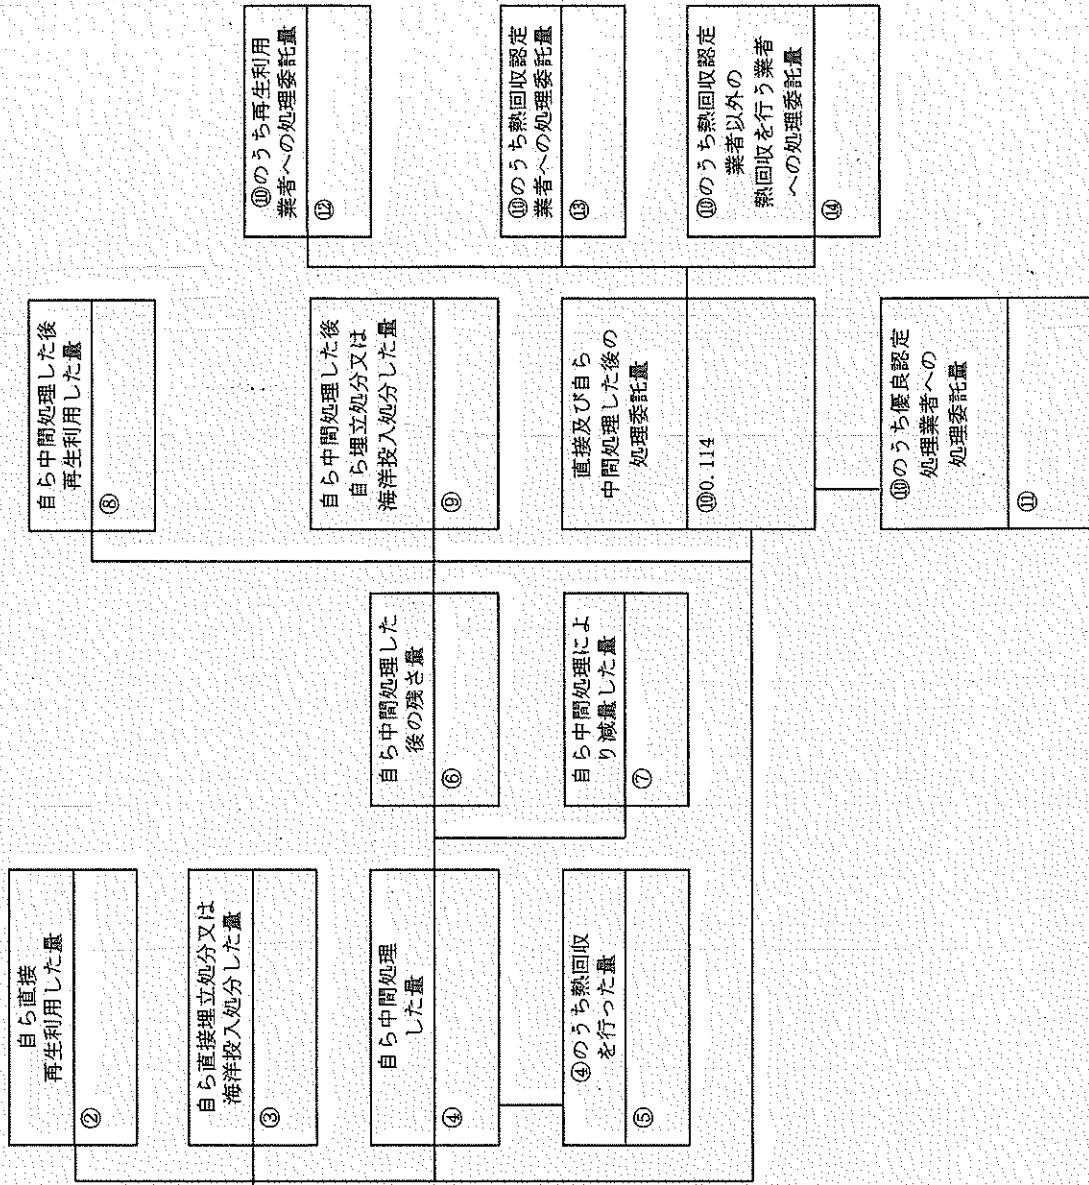 自ら直接
再生利用した量
②
自ら直接埋立処分又は
海洋投入処分した量
③
自ら中間処理
した量
④
④のうち熱回収
を行った量
⑤
自ら中間処理した
後の残さ量
⑥
自ら中間処理によ
り減量した量
⑦
自ら中間処理した後
再生利用した量
⑧
自ら中間処理した後
自ら埋立処分又は
海洋投入処分した量
⑨
直接及び自ら
中間処理した後の
処理委託量
⑩0.114
⑩のうち優良認定
処理業者への
処理委託量
⑪
⑩のうち再生利用
業者への処理委託量
⑫
⑩のうち熱回収認定
業者への処理委託量
⑬
⑩のうち熱回収認定
業者以外の
熱回収を行う業者
への処理委託量
⑭